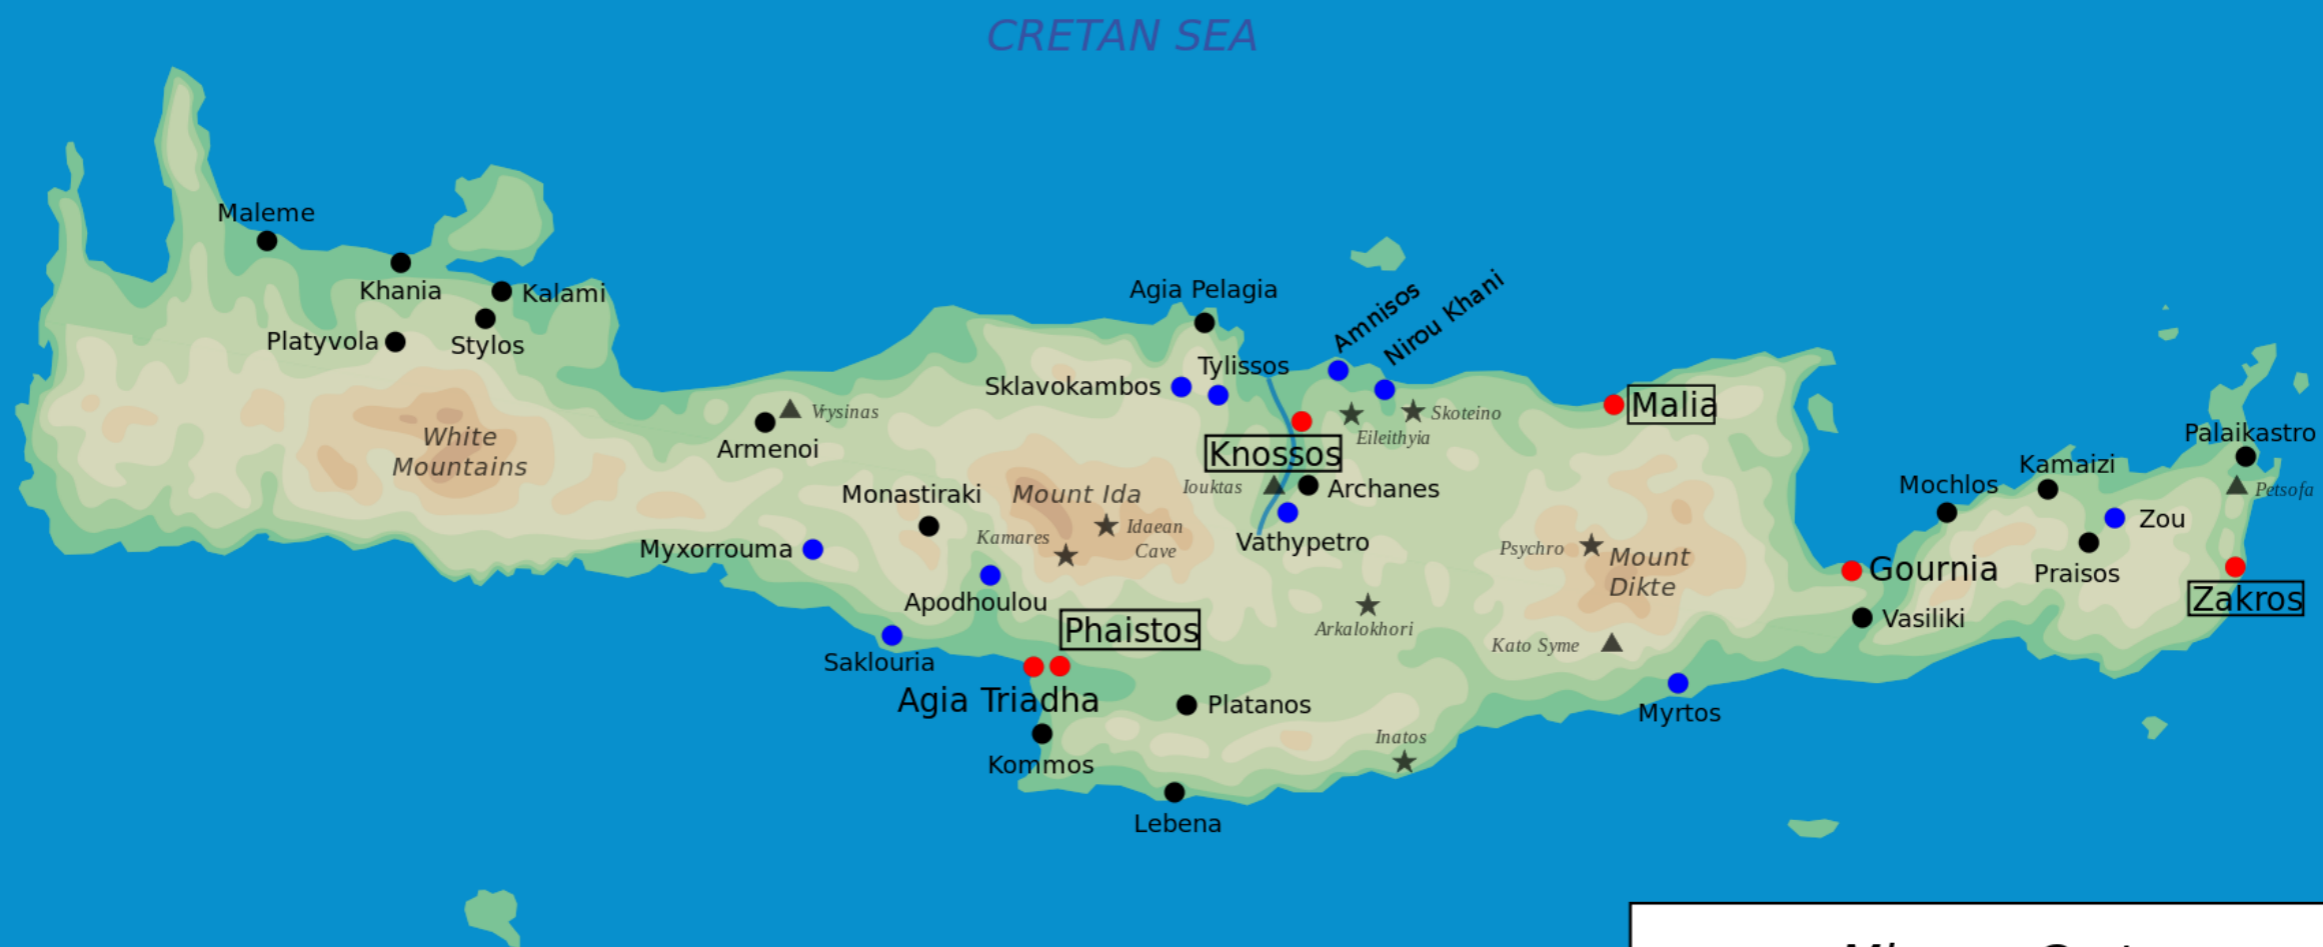 CRETAN SEA
Maleme
Khania
Kalami
Platyvola
Stylos
Agia Pelagia
Amnisos
Nirou Khani
Tylissos
Sklavokambos
Vrysinas
Armenoi
Skoteino
Eileithyia
Malia
White
Mountains
Knossos
Palaikastro
Kamaizi
Mochlos
Petsofa
Monastiraki
Mount Ida
Iouktas
Archanes
Idaean
Cave
Kamares
Zou
Vathypetro
Myxorrouma
Psychro
Mount
Dikte
Gournia
Praisos
Zakros
Apodhoulou
Phaistos
Arkalokhori
Vasiliki
Kato Syme
Saklouria
Agia Triadha
Platanos
Myrtos
Inatos
Kommos
Lebena